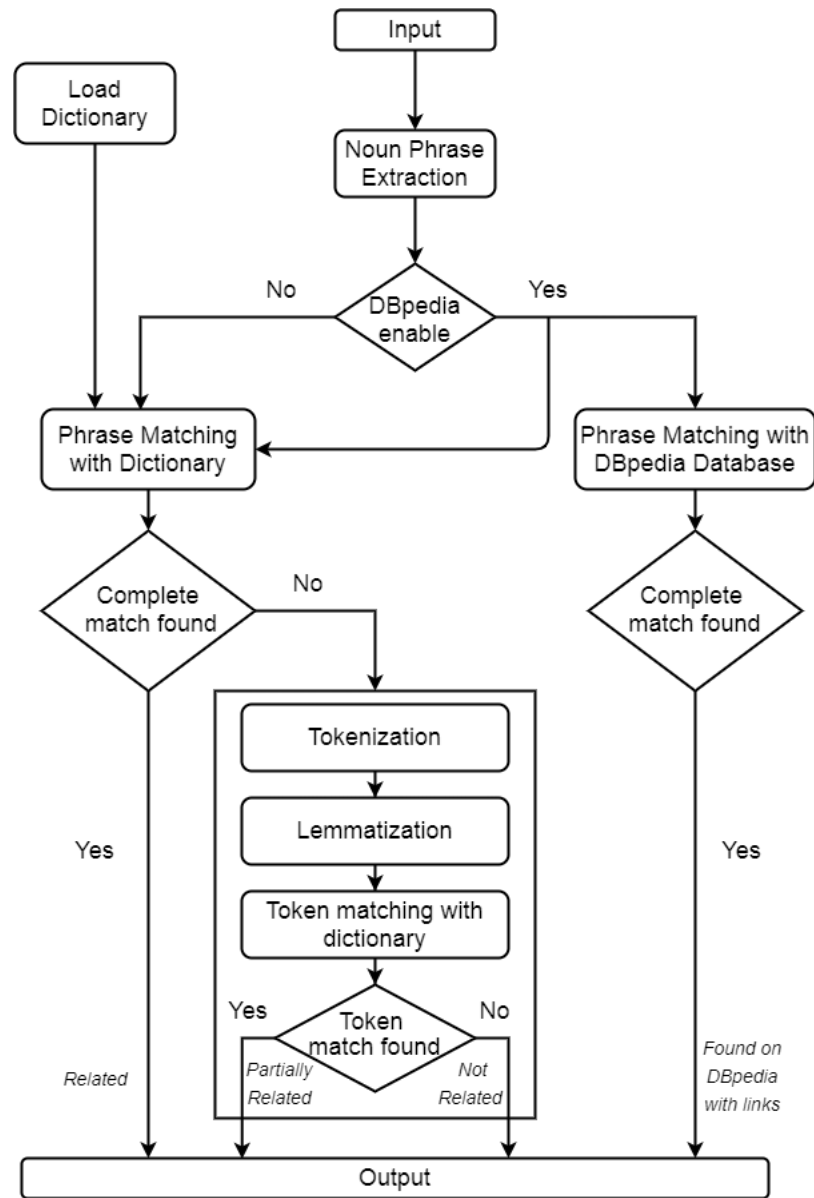 Input
Load
Dictionary
Noun Phrase
Extraction
No
Yes
DBpedia
enable
Phrase Matching
with Dictionary
Phrase Matching with
DBpedia Database
Complete
match found
No
Complete
match found
Tokenization
Lemmatization
Yes
Yes
Token matching with
dictionary
Yes
No
Token
match found
Related
Partially
Related
Not
Related
Found on
DBpedia
with links
Output